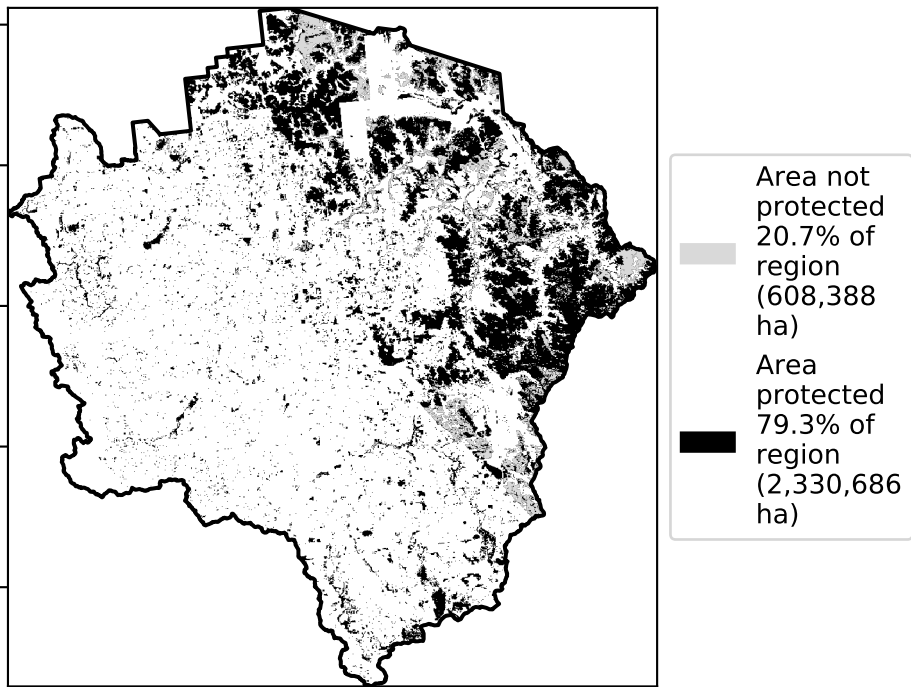 Area not
protected
20.7% of
region
(608,388
ha)
Area
protected
79.3% of
region
(2,330,686
ha)